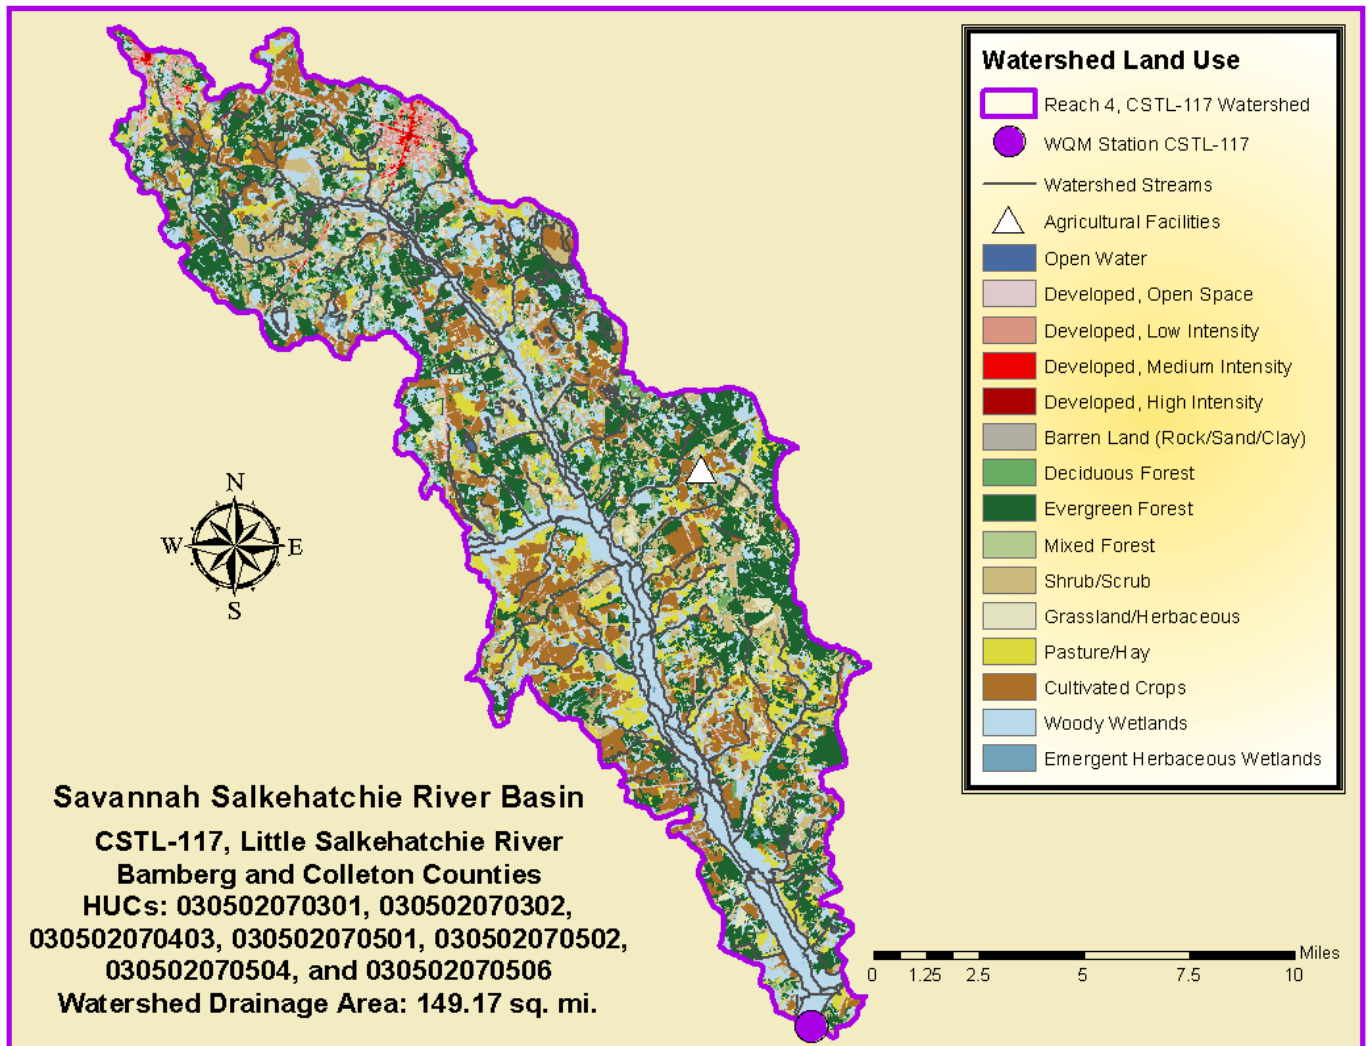 Watershed Land Use
Reach 4, CSTL-117 Watershed
WQM Station CSTL-117
Watershed Streams
Agricultural Facilities
Open Water
Developed, Open Space
Developed, Low Intensity
Developed, Medium Intensity
Developed, High Intensity
Barren Land (Rock/Sand/Clay)
Deciduous Forest
Evergreen Forest
Mixed Forest
Shrub/Scrub
Grassland/Herbaceous
Pasture/Hay
Cultivated Crops
Woody Wetlands
Emergent Herbaceous Wetlands
N
W E
S
Savannah Salkehatchie River Basin
CSTL-117, Little Salkehatchie River
Bamberg and Colleton Counties
HUCs: 030502070301, 030502070302,
030502070403, 030502070501, 030502070502,
030502070504, and 030502070506
Watershed Drainage Area: 149.17 sq. mi.
Miles
0 1.25 2.5 5 7.5 10